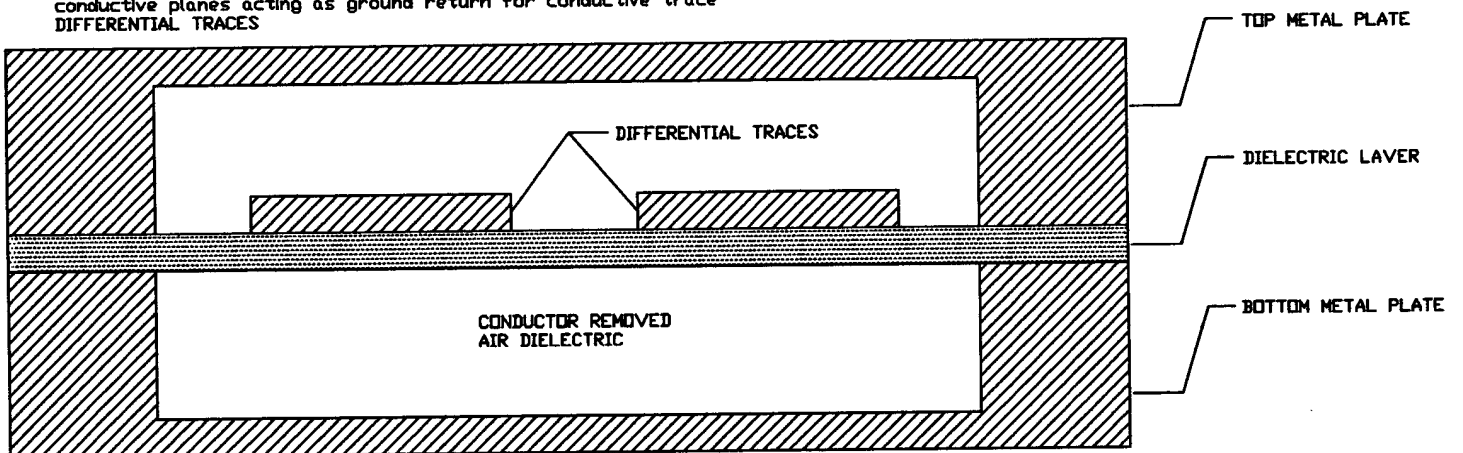 conductive planes acting as ground return for conductive trace
DIFFERENTIAL TRACES
TOP METAL PLATE
DIFFERENTIAL TRACES
DIELECTRIC LAVER
BOTTOM METAL PLATE
CONDUCTOR REMOVED
AIR DIELECTRIC